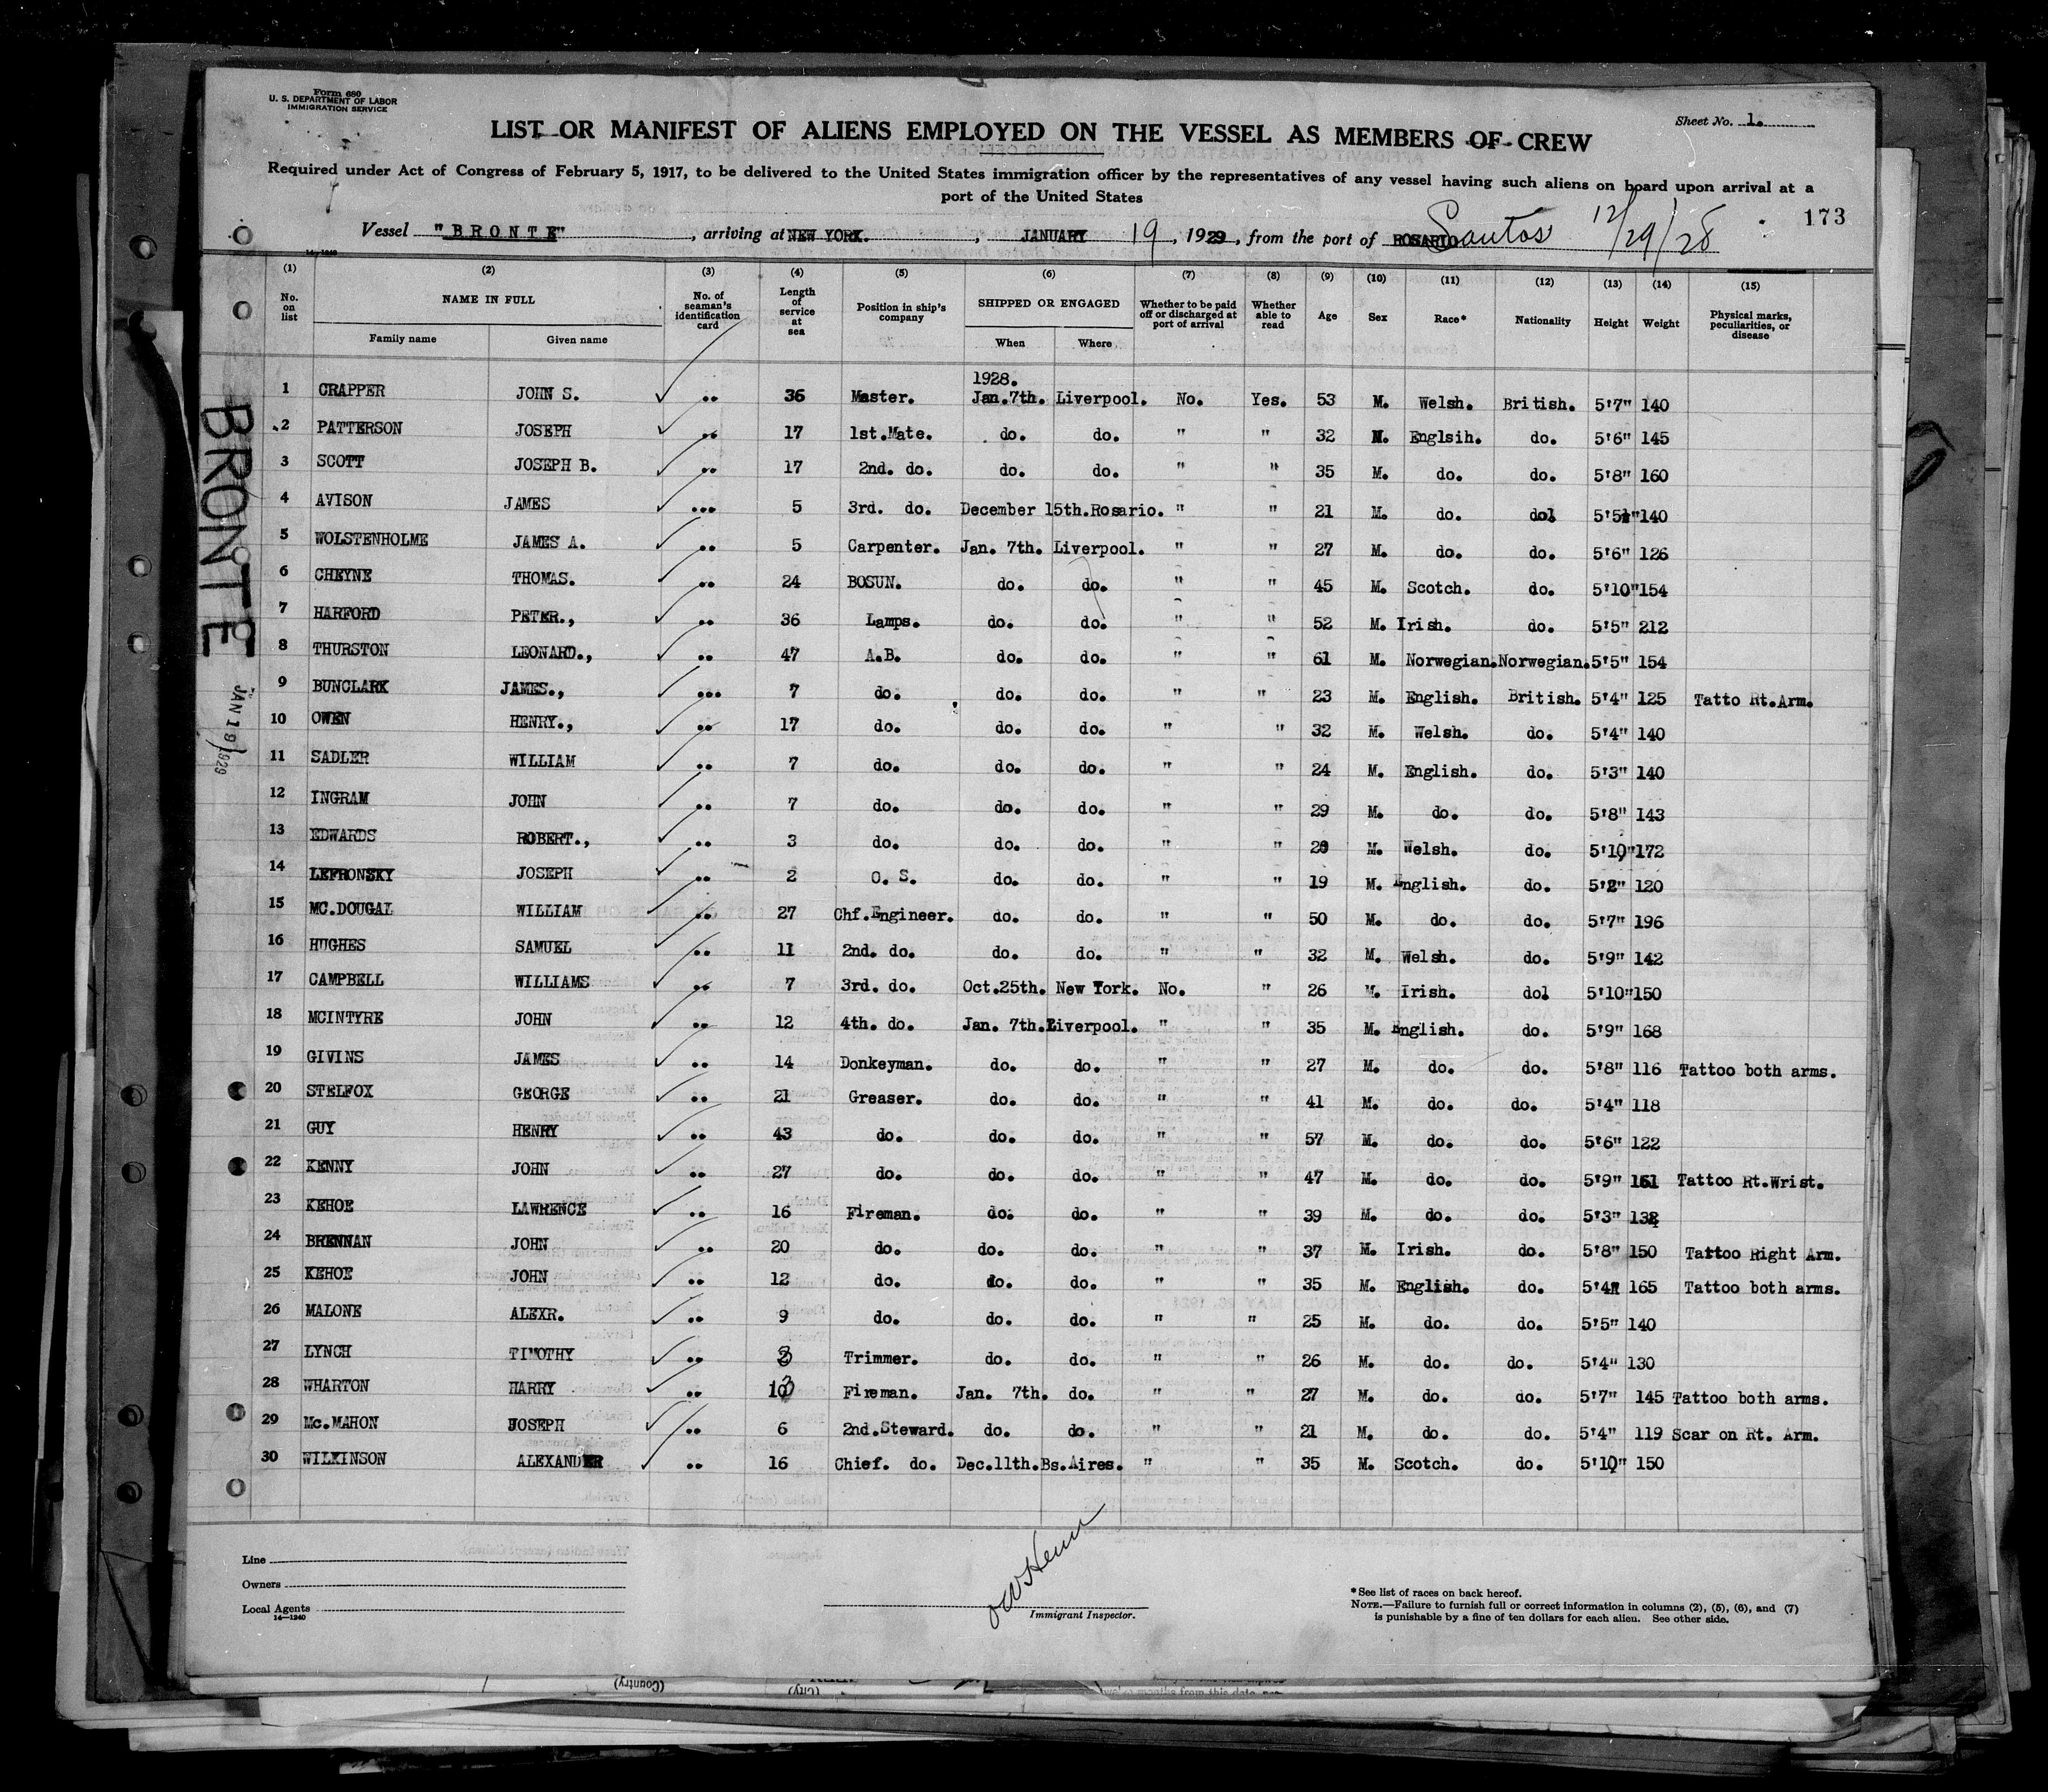 Form 680
U. S. DEPARTMENT OF LABOR
IMMIGRATION SERVICE
Sheet No. 1.
LIST OR MANIFEST OF ALIENS EMPLOYED ON THE VESSEL AS MEMBERS OF CREW
Required under Act of Congress of February 5, 1917, to be delivered to the United States immigration officer by the representatives of any vessel having such aliens on board upon arrival at a
port of the United States
173
Vessel "BRONTE", arriving at NEW YORK. , JANUARY 19, 1929, from the port of ROSARIO Santos 12/29/28
14-1240
(1) (2) (3) (4) (5) (6) (7) (8) (9) (10) (11) (12) (13) (14) (15)
No. on list NAME IN FULL Family name Given name No. of seaman's identification card Length of service at sea Position in ship's company SHIPPED OR ENGAGED When Where Whether to be paid off or discharged at port of arrival Whether able to read Age Sex Race* Nationality Height Weight Physical marks, peculiarities, or disease
1928.
1 CRAPPER JOHN S. .. 36 Master. Jan. 7th. Liverpool. No. Yes. 53 M. Welsh. British. 5'7" 140
2 PATTERSON JOSEPH .. 17 1st.Mate. do. do. " " 32 M. Englsih. do. 5'6" 145
3 SCOTT JOSEPH B. .. 17 2nd. do. do. do. " " 35 M. do. do. 5'8" 160
4 AVISON JAMES ... 5 3rd. do. December 15th.Rosario. " " 21 M. do. dol 5'5½" 140
5 WOLSTENHOLME JAMES A. .. 5 Carpenter. Jan. 7th. Liverpool. " " 27 M. do. do. 5'6" 126
6 CHEYNE THOMAS. .. 24 BOSUN. do. do. " " 45 M. Scotch. do. 5'10" 154
7 HARFORD PETER., .. 36 Lamps. do. do. " " 52 M. Irish. do. 5'5" 212
8 THURSTON LEONARD., .. 47 A.B. do. do. " " 61 M. Norwegian. Norwegian. 5'5" 154
9 BUNCLARK JAMES., ... 7 do. do. do. " " 23 M. English. British. 5'4" 125 Tatto Rt.Arm.
10 OWEN HENRY., .. 17 do. do. do. " " 32 M. Welsh. do. 5'4" 140
11 SADLER WILLIAM .. 7 do. do. do. " " 24 M. English. do. 5'3" 140
12 INGRAM JOHN .. 7 do. do. do. " " 29 M. do. do. 5'8" 143
13 EDWARDS ROBERT., .. 3 do. do. do. " " 20 M. Welsh. do. 5'10" 172
14 LEFRONSKY JOSEPH .. 2 O. S. do. do. " " 19 M. English. do. 5'2" 120
15 MC.DOUGAL WILLIAM .. 27 Chf.Engineer. do. do. " " 50 M. do. do. 5'7" 196
16 HUGHES SAMUEL .. 11 2nd. do. do. do. " " 32 M. Welsh. do. 5'9" 142
17 CAMPBELL WILLIAMS .. 7 3rd. do. Oct.25th. New York. No. " 26 M. Irish. dol 5'10" 150
18 MCINTYRE JOHN .. 12 4th. do. Jan. 7th. Liverpool. " " 35 M. English. do. 5'9" 168
19 GIVINS JAMES .. 14 Donkeyman. do. do. " " 27 M. do. do. 5'8" 116 Tattoo both arms.
20 STELFOX GEORGE .. 21 Greaser. do. do. " " 41 M. do. do. 5'4" 118
21 GUY HENRY .. 43 do. do. do. " " 57 M. do. do. 5'6" 122
22 KENNY JOHN .. 27 do. do. do. " " 47 M. do. do. 5'9" 161 Tattoo Rt.Wrist.
23 KEHOE LAWRENCE .. 16 Fireman. do. do. " " 39 M. do. do. 5'3"
24 BRENNAN JOHN .. 20 do. do. do. " " 37 M. Irish. do. 5'8" 150 Tattoo Right Arm.
25 KEHOE JOHN .. 12 do. do. do. " " 35 M. English. do. 5'4" 165 Tattoo both arms.
26 MALONE ALEXR. .. 9 do. do. do. " " 25 M. do. do. 5'5" 140
27 LYNCH TIMOTHY .. Trimmer. do. do. " " 26 M. do. do. 5'4" 130
28 WHARTON HARRY .. Fireman. Jan. 7th. do. " " 27 M. do. do. 5'7" 145 Tattoo both arms.
29 Mc.MAHON JOSEPH .. 6 2nd.Steward. do. do. " " 21 M. do. do. 5'4" 119 Scar on Rt. Arm.
30 WILKINSON ALEXANDER .. 16 Chief. do. Dec.11th. Bs.Aires. " " 35 M. Scotch. do. 5'10" 150
BRONTE
JAN 19 1929
Line
Owners
Local Agents
14-1240
Immigrant Inspector.
*See list of races on back hereof.
NOTE.—Failure to furnish full or correct information in columns (2), (5), (6), and (7)
is punishable by a fine of ten dollars for each alien. See other side.
(Country)
(City)